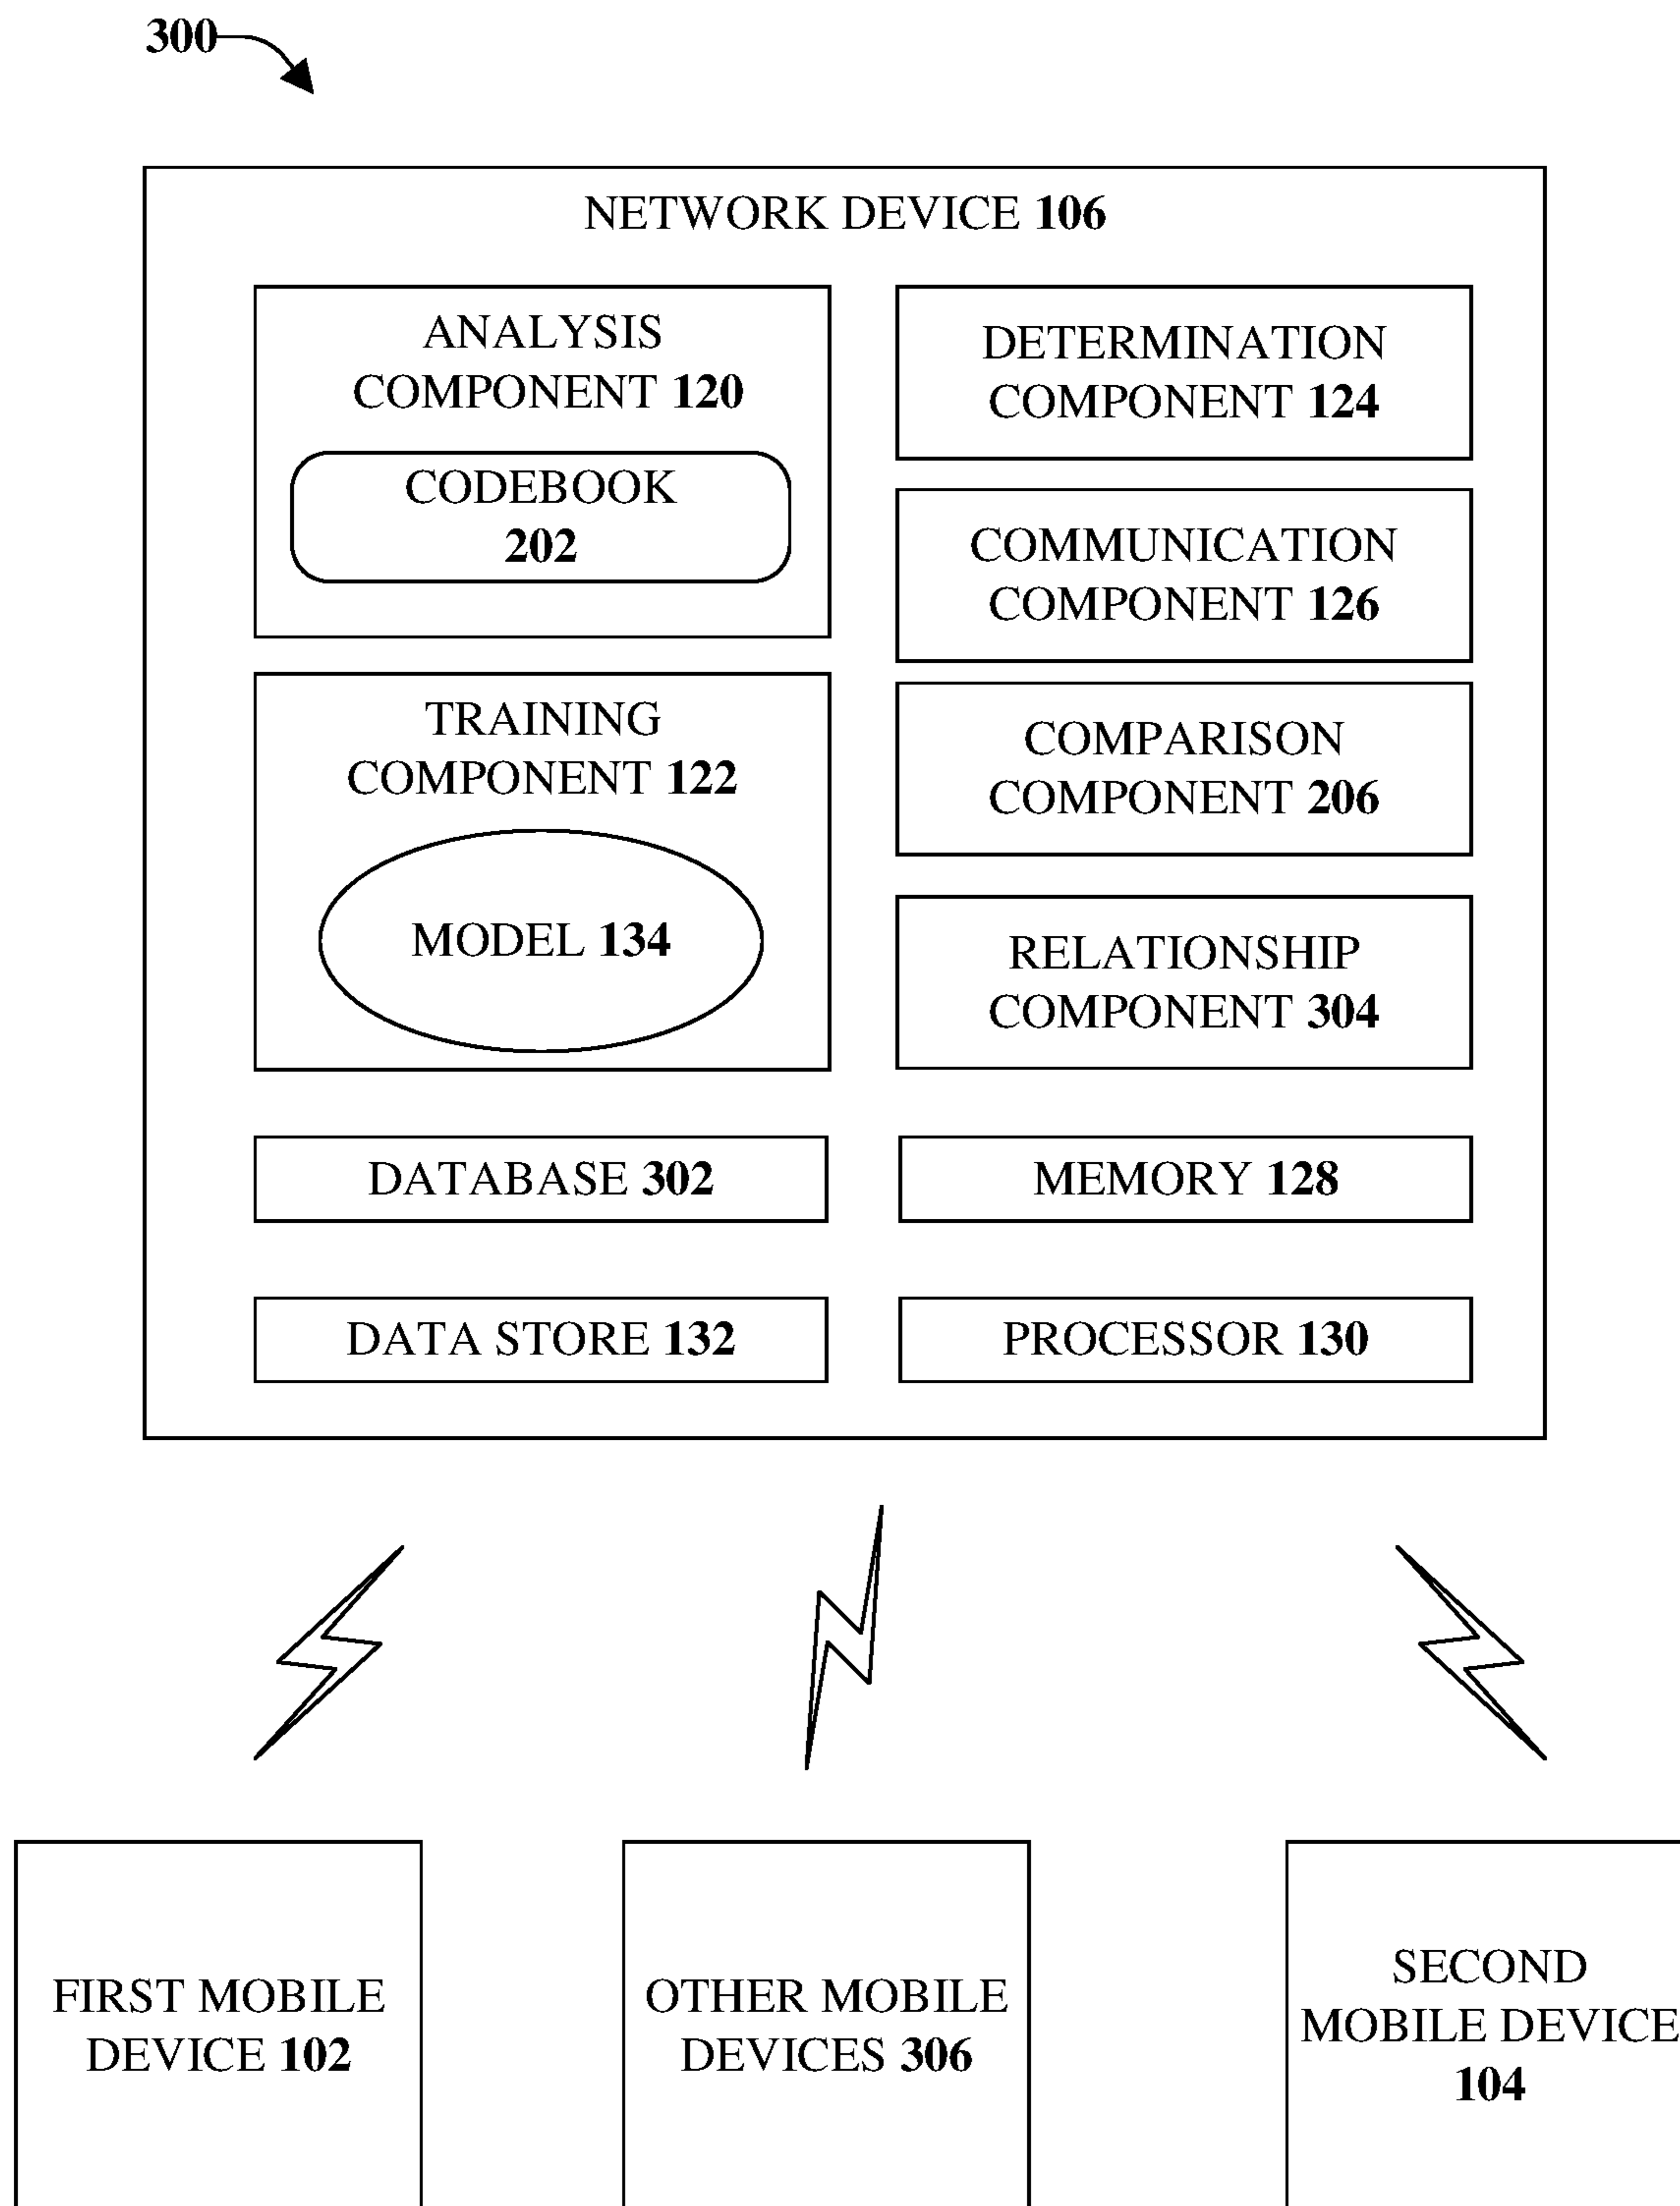 300
NETWORK DEVICE 106
ANALYSIS
COMPONENT 120
CODEBOOK
202
TRAINING
COMPONENT 122
MODEL 134
DETERMINATION
COMPONENT 124
COMMUNICATION
COMPONENT 126
COMPARISON
COMPONENT 206
RELATIONSHIP
COMPONENT 304
DATABASE 302
MEMORY 128
DATA STORE 132
PROCESSOR 130
FIRST MOBILE
DEVICE 102
OTHER MOBILE
DEVICES 306
SECOND
MOBILE DEVICE
104